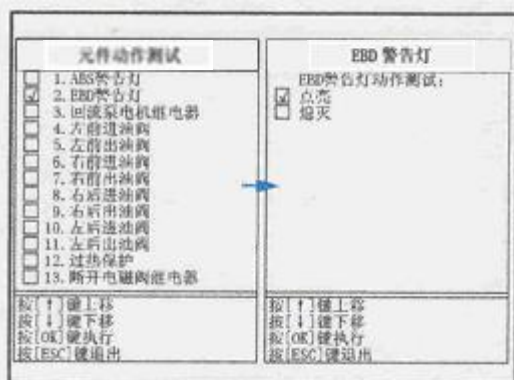 元件动作测试
1. ABS警告灯
2. EBD警告灯
3. 回流泵电机继电器
4. 左前进油阀
5. 左前出油阀
6. 右前进油阀
7. 右前出油阀
8. 右后进油阀
9. 右后出油阀
10. 左后进油阀
11. 左后出油阀
12. 过热保护
13. 断开电磁阀继电器
按[↑]键上移
按[↓]键下移
按[OK]键执行
按[ESC]键退出
EBD 警告灯
EBD警告灯动作测试:
点亮
熄灭
按[↑]键上移
按[↓]键下移
按[OK]键执行
按[ESC]键退出